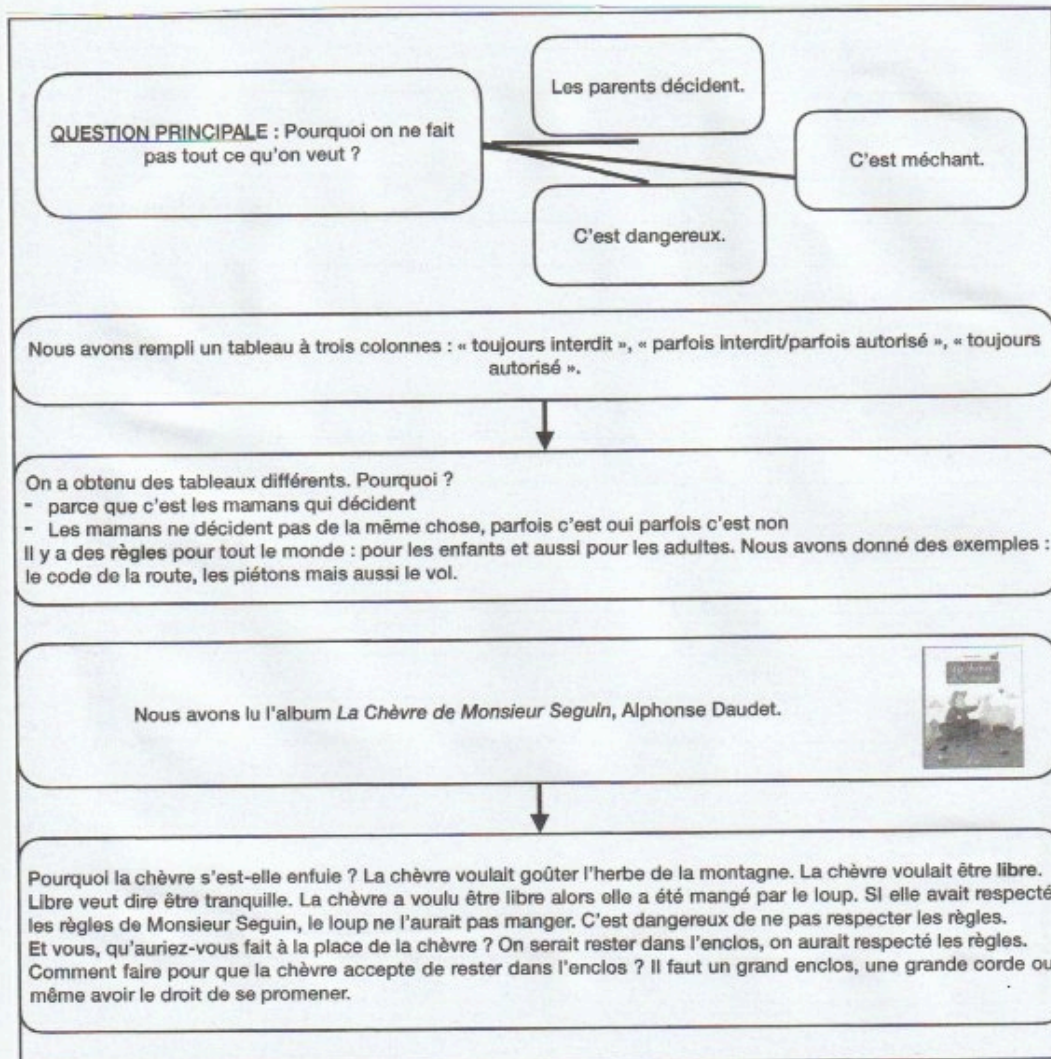 QUESTION PRINCIPALE : Pourquoi on ne fait
pas tout ce qu'on veut ?
Les parents décident.
C'est méchant.
C'est dangereux.
Nous avons rempli un tableau à trois colonnes : « toujours interdit », « parfois interdit/parfois autorisé », « toujours
autorisé ».
On a obtenu des tableaux différents. Pourquoi ?
- parce que c'est les mamans qui décident
- Les mamans ne décident pas de la même chose, parfois c'est oui parfois c'est non
Il y a des règles pour tout le monde : pour les enfants et aussi pour les adultes. Nous avons donné des exemples :
le code de la route, les piétons mais aussi le vol.
Nous avons lu l'album La Chèvre de Monsieur Seguin, Alphonse Daudet.
Pourquoi la chèvre s'est-elle enfuie ? La chèvre voulait goûter l'herbe de la montagne. La chèvre voulait être libre.
Libre veut dire être tranquille. La chèvre a voulu être libre alors elle a été mangé par le loup. SI elle avait respecté
les règles de Monsieur Seguin, le loup ne l'aurait pas manger. C'est dangereux de ne pas respecter les règles.
Et vous, qu'auriez-vous fait à la place de la chèvre ? On serait rester dans l'enclos, on aurait respecté les règles.
Comment faire pour que la chèvre accepte de rester dans l'enclos ? Il faut un grand enclos, une grande corde ou
même avoir le droit de se promener.